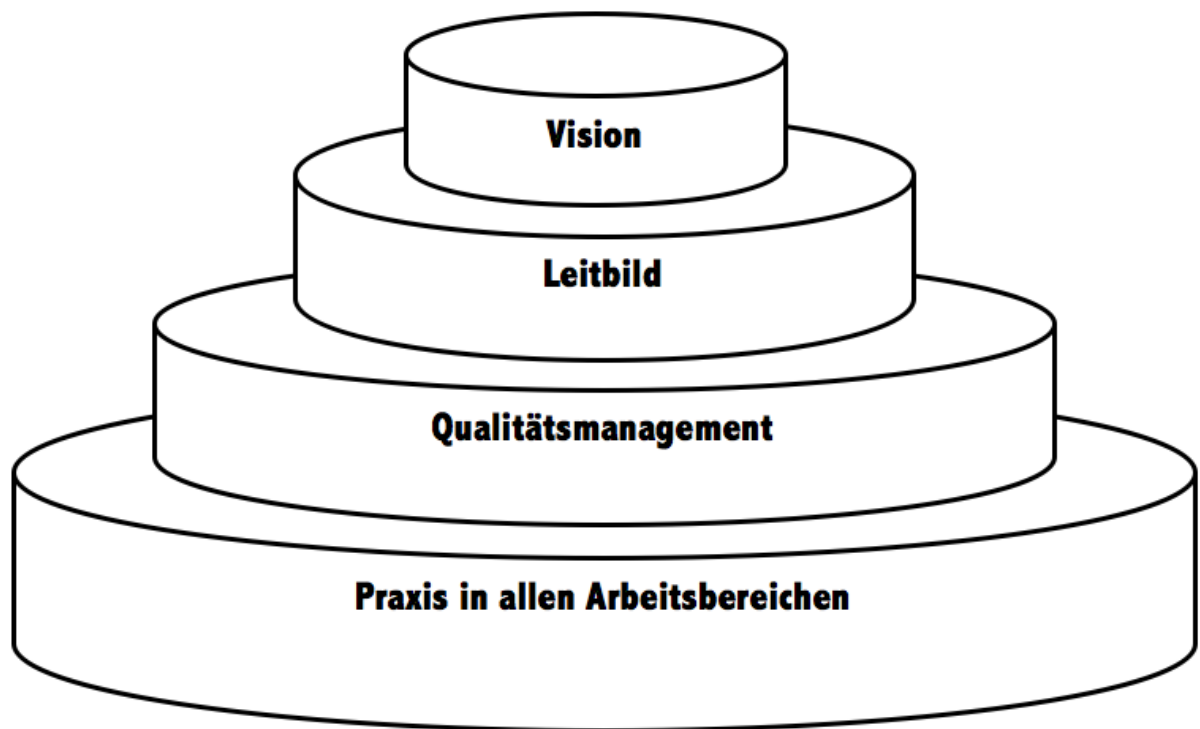 Vision
Leitbild
Qualitätsmanagement
Praxis in allen Arbeitsbereichen